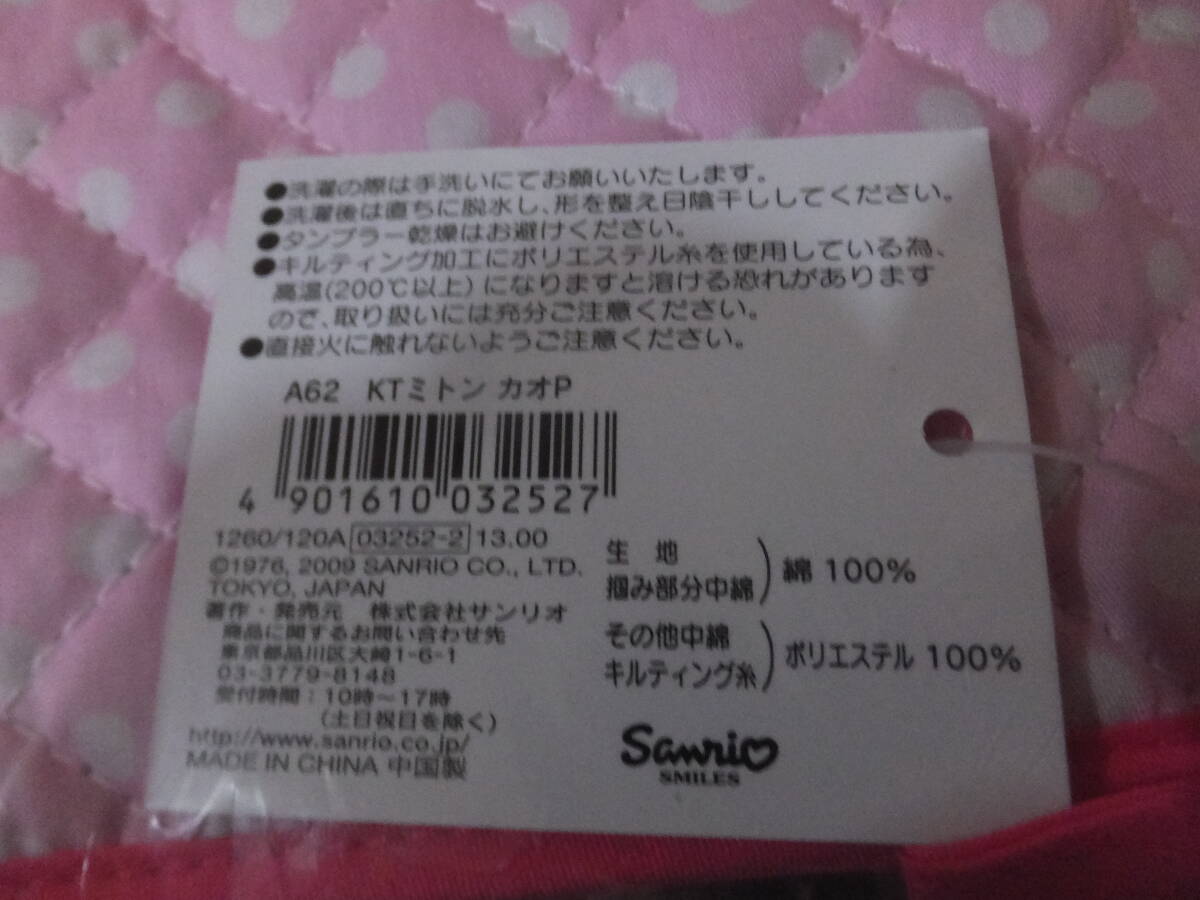 ●洗濯の際は手洗いにてお願いいたします。
●洗濯後は直ちに脱水し、形を整え日陰干ししてください。
●タンブラー乾燥はお避けください。
●キルティング加工にポリエステル糸を使用している為、
高温(200℃以上)になりますと溶ける恐れがあります
ので、取り扱いには充分ご注意ください。
●直接火に触れないようご注意ください。
A62 KTミトン カオP
4 901610 032527
1260/120A 03252-2 13.00
©1976, 2009 SANRIO CO., LTD.
TOKYO, JAPAN
著作・発売元 株式会社サンリオ
商品に関するお問い合わせ先
東京都品川区大崎1-6-1
03-3779-8148
受付時間：10時～17時
(土日祝目を除く)
http://www.sanrio.co.jp/
MADE IN CHINA 中国製
生 地
掴み部分中綿
綿 100%
その他中綿
キルティング糸
ポリエステル 100%
Sanrio
SMILES